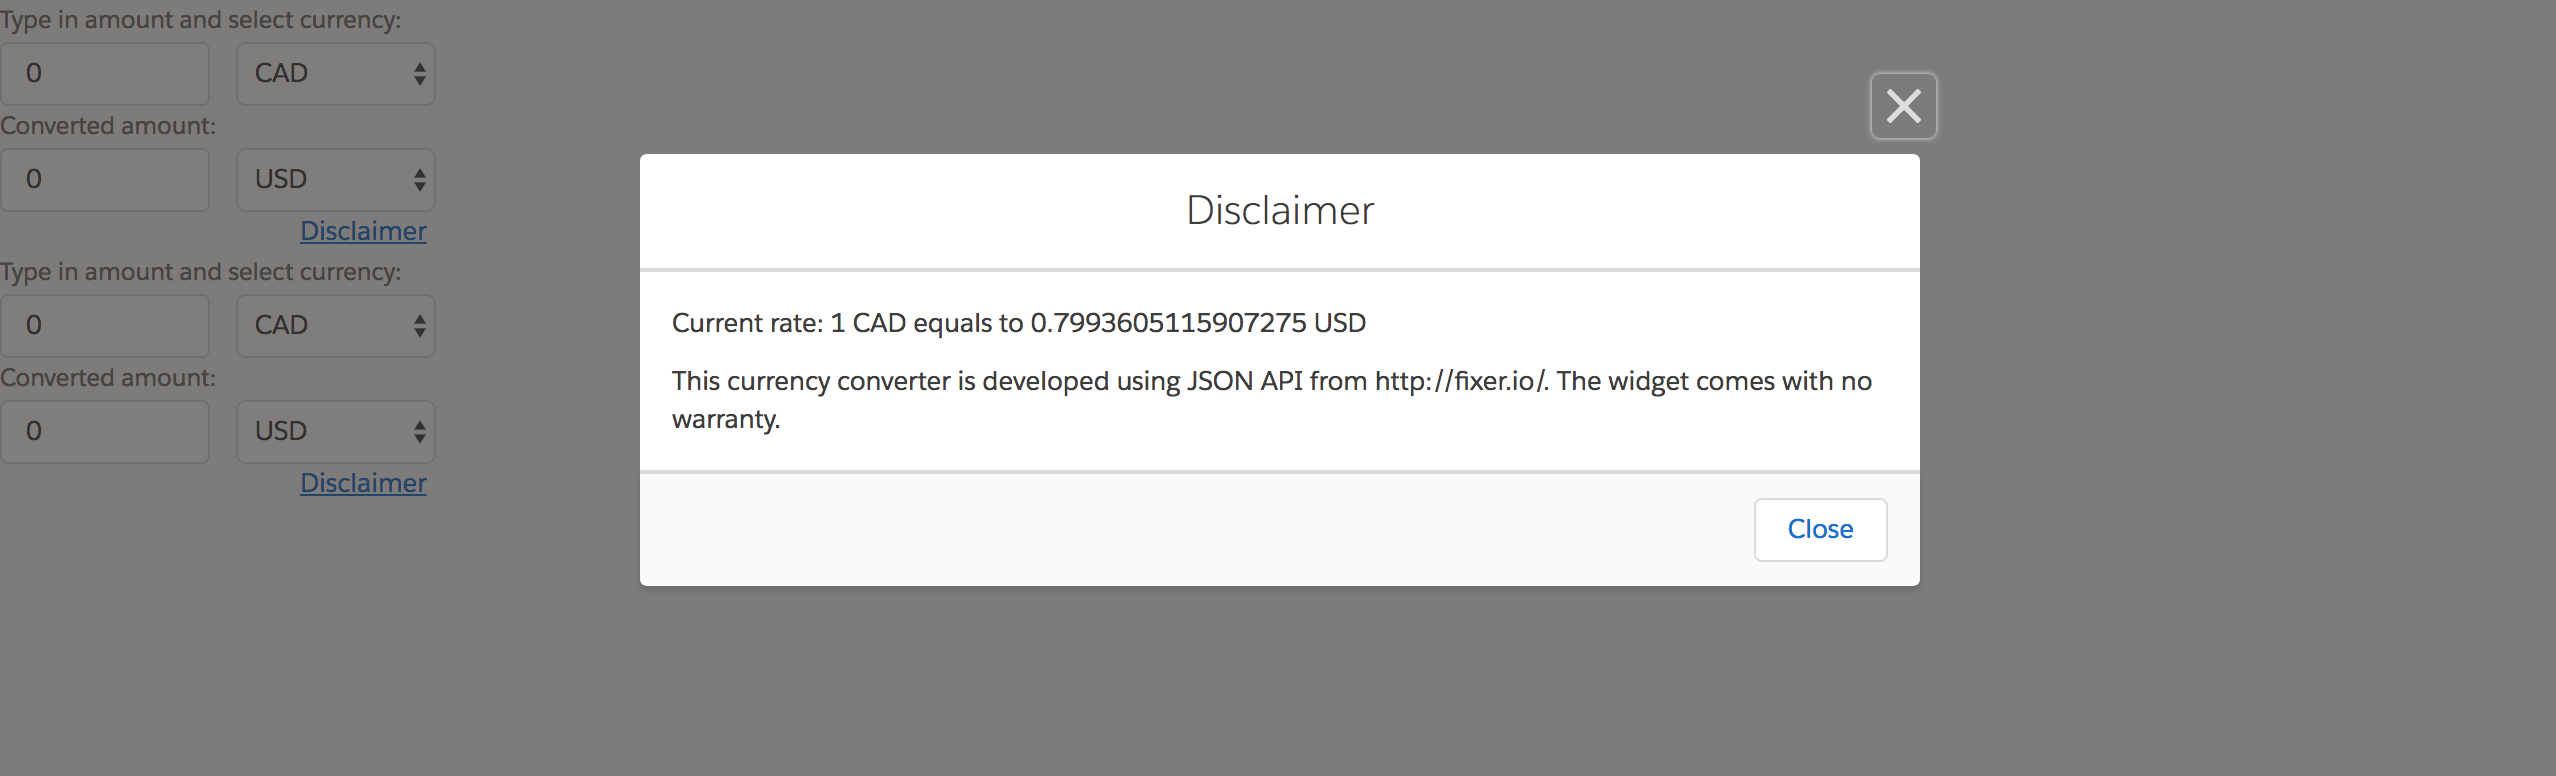 Type in amount and select currency:
0 CAD
Converted amount:
0 USD
Disclaimer
Type in amount and select currency:
0 CAD
Converted amount:
0 USD
Disclaimer
Disclaimer
Current rate: 1 CAD equals to 0.7993605115907275 USD
This currency converter is developed using JSON API from http://fixer.io/. The widget comes with no
warranty.
Close